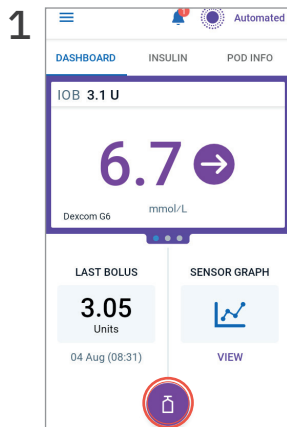 1
1
Automated
DASHBOARD INSULIN POD INFO
IOB 3.1 U
6.7
mmol/L
Dexcom G6
LAST BOLUS SENSOR GRAPH
3.05
Units
04 Aug (08:31) VIEW